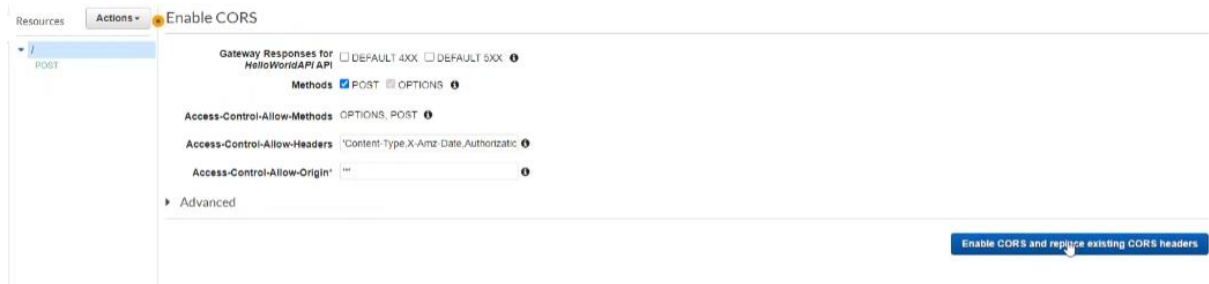 Resources
Actions
Enable CORS
/
POST
Gateway Responses for
HelloWorldAPI API
DEFAULT 4XX DEFAULT 5XX
Methods POST OPTIONS
Access-Control-Allow-Methods OPTIONS, POST
Access-Control-Allow-Headers 'Content-Type,X-Amz-Date,Authorizatic
Access-Control-Allow-Origin* '*'
Advanced
Enable CORS and replace existing CORS headers